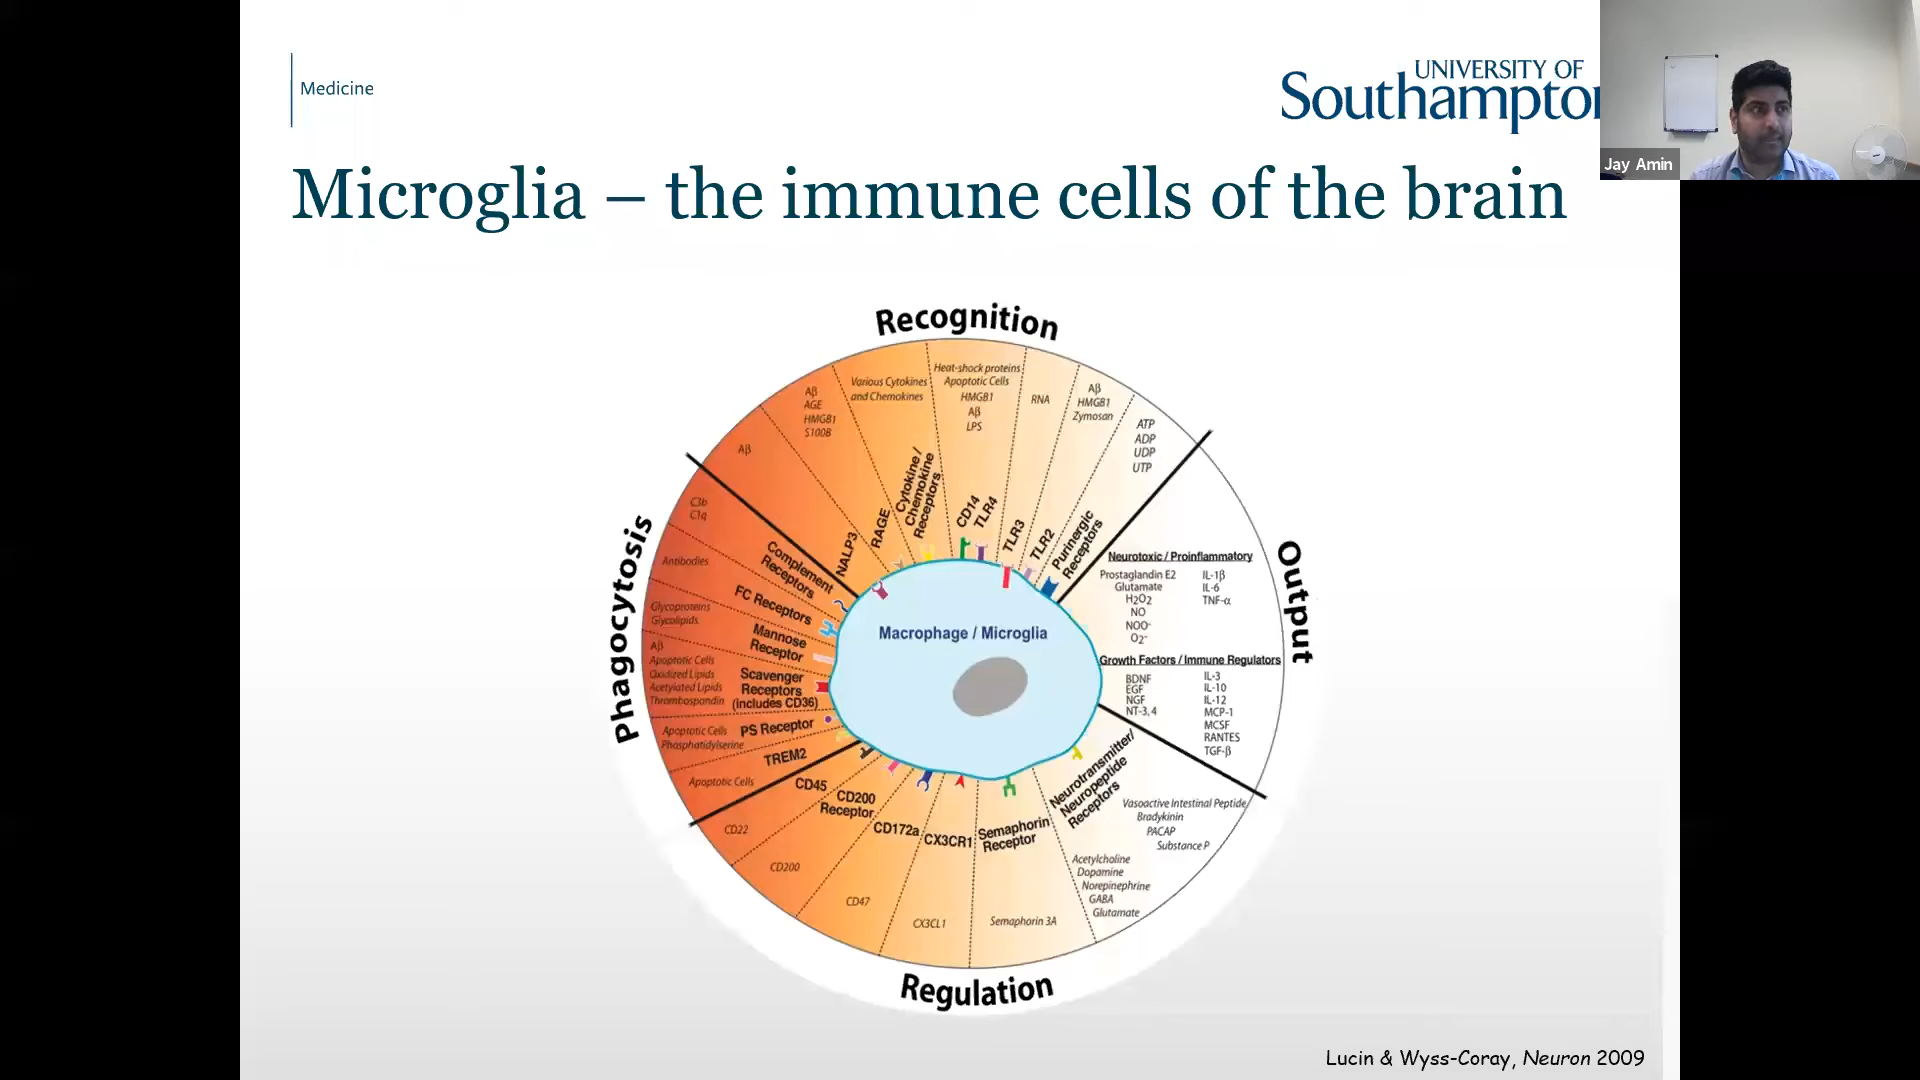 Medicine
UNIVERSITY OF
Southampton
Jay Amin
Microglia – the immune cells of the brain
Recognition
Aβ
Aβ
AGE
HMGB1
S100B
Various Cytokines
and Chemokines
Heat-shock proteins
Apoptotic Cells
HMGB1
Aβ
LPS
RNA
Aβ
HMGB1
Zymosan
ATP
ADP
UDP
UTP
NALP3
RAGE
Cytokine /
Chemokine
Receptors
CD14
TLR4
TLR3
TLR2
Purinergic
Receptors
Phagocytosis
C3b
C1q
Antibodies
Glycoproteins
Glycolipids
Aβ
Apoptotic Cells
Oxidized Lipids
Acetylated Lipids
Thrombospondin
Apoptotic Cells
Phosphatidylserine
Apoptotic Cells
Complement
Receptors
FC Receptors
Mannose
Receptor
Scavenger
Receptors
(includes CD36)
PS Receptor
TREM2
Macrophage / Microglia
Output
Neurotoxic / Proinflammatory
Prostaglandin E2
Glutamate
H2O2
NO
NOO-
O2-
IL-1β
IL-6
TNF-α
Growth Factors / Immune Regulators
BDNF
EGF
NGF
NT-3, 4
IL-3
IL-10
IL-12
MCP-1
MCSF
RANTES
TGF-β
CD45
CD200
Receptor
CD172a
CX3CR1
Semaphorin
Receptor
Neurotransmitter/
Neuropeptide
Receptors
CD22
CD200
CD47
CX3CL1
Semaphorin 3A
Vasoactive Intestinal Peptide
Bradykinin
PACAP
Substance P
Acetylcholine
Dopamine
Norepinephrine
GABA
Glutamate
Regulation
Lucin & Wyss-Coray, Neuron 2009